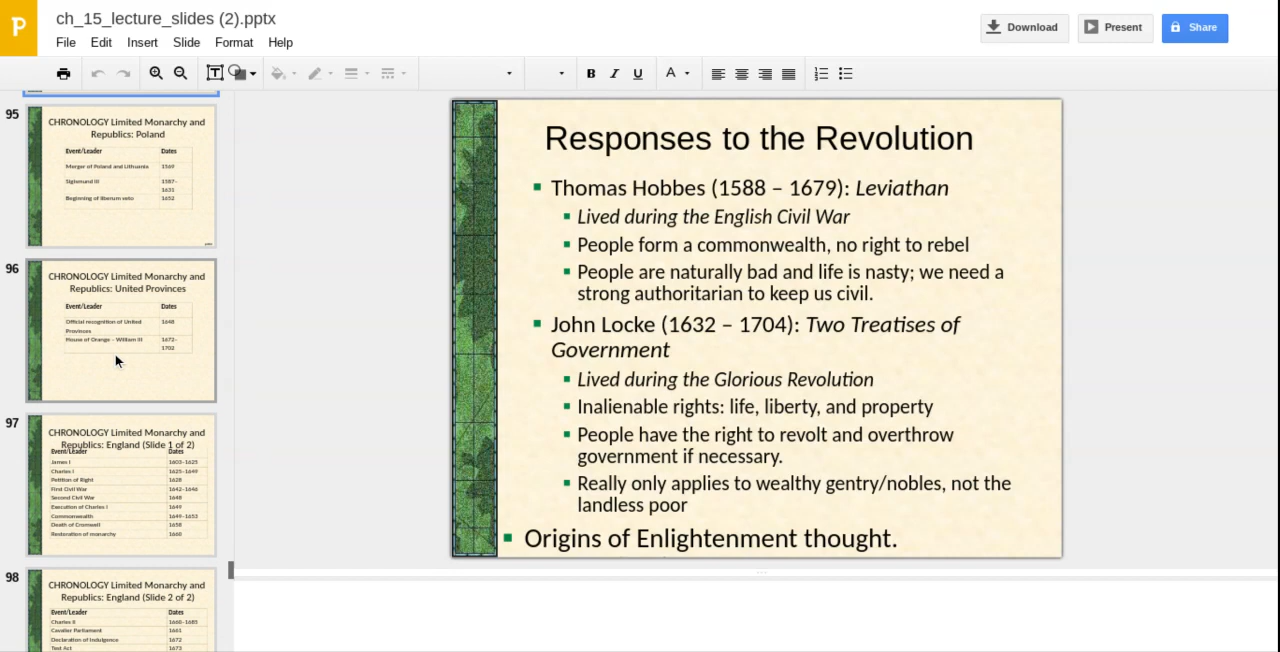 P
ch_15_lecture_slides (2).pptx
File Edit Insert Slide Format Help
Download
Present
Share
T
B I U A
95
CHRONOLOGY Limited Monarchy and
Republics: Poland
Event/Leader Dates
Merger of Poland and Lithuania 1569
Sigismund III 1587–
1631
Beginning of liberum veto 1652
96
CHRONOLOGY Limited Monarchy and
Republics: United Provinces
Event/Leader Dates
Official recognition of United 1648
Provinces
House of Orange – William III 1672–
1702
97
CHRONOLOGY Limited Monarchy and
Republics: England (Slide 1 of 2)
Event/Leader Dates
James I 1603–1625
Charles I 1625–1649
Petition of Right 1628
First Civil War 1642–1646
Second Civil War 1648
Execution of Charles I 1649
Commonwealth 1649–1653
Death of Cromwell 1658
Restoration of monarchy 1660
98
CHRONOLOGY Limited Monarchy and
Republics: England (Slide 2 of 2)
Event/Leader Dates
Charles II 1660–1685
Cavalier Parliament 1661
Declaration of Indulgence 1672
Test Act 1673
Responses to the Revolution
Thomas Hobbes (1588 – 1679): Leviathan
Lived during the English Civil War
People form a commonwealth, no right to rebel
People are naturally bad and life is nasty; we need a
strong authoritarian to keep us civil.
John Locke (1632 – 1704): Two Treatises of
Government
Lived during the Glorious Revolution
Inalienable rights: life, liberty, and property
People have the right to revolt and overthrow
government if necessary.
Really only applies to wealthy gentry/nobles, not the
landless poor
Origins of Enlightenment thought.